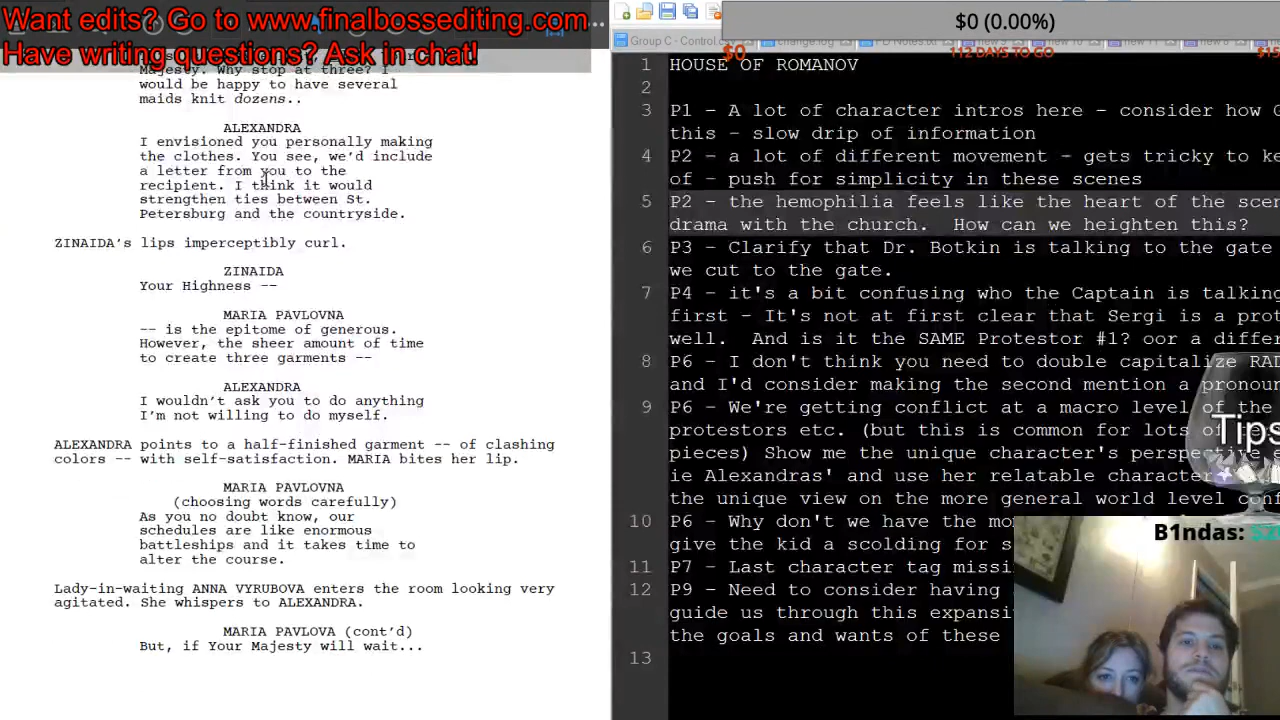 Want edits? Go to www.finalbossediting.com
Have writing questions? Ask in chat!
Majesty. Why stop at three? I
would be happy to have several
maids knit dozens..
ALEXANDRA
I envisioned you personally making
the clothes. You see, we'd include
a letter from you to the
recipient. I think it would
strengthen ties between St.
Petersburg and the countryside.
ZINAIDA's lips imperceptibly curl.
ZINAIDA
Your Highness --
MARIA PAVLOVNA
-- is the epitome of generous.
However, the sheer amount of time
to create three garments --
ALEXANDRA
I wouldn't ask you to do anything
I'm not willing to do myself.
ALEXANDRA points to a half-finished garment -- of clashing
colors -- with self-satisfaction. MARIA bites her lip.
MARIA PAVLOVNA
(choosing words carefully)
As you no doubt know, our
schedules are like enormous
battleships and it takes time to
alter the course.
Lady-in-waiting ANNA VYRUBOVA enters the room looking very
agitated. She whispers to ALEXANDRA.
MARIA PAVLOVA (cont'd)
But, if Your Majesty will wait...
$0 (0.00%)
Group C - Control.c
change.log
PD Notes.txt
$0
112 DAYS TO GO
1 HOUSE OF ROMANOV
2
3 P1 - A lot of character intros here - consider how
this - slow drip of information
4 P2 - a lot of different movement - gets tricky to
of - push for simplicity in these scenes
5 P2 - the hemophilia feels like the heart of the
drama with the church. How can we heighten this?
6 P3 - Clarify that Dr. Botkin is talking to the gate
we cut to the gate.
7 P4 - it's a bit confusing who the Captain is
first - It's not at first clear that Sergi is a
well. And is it the SAME Protestor #1? oor a
8 P6 - I don't think you need to double capitalize
and I'd consider making the second mention a
9 P6 - We're getting conflict at a macro level of the
protestors etc. (but this is common for lots of
pieces) Show me the unique character's
ie Alexandras' and use her relatable
the unique view on the more general world level
10 P6 - Why don't we have the
give the kid a scolding for
11 P7 - Last character tag
12 P9 - Need to consider having
guide us through this
the goals and wants of these
13
Tips
B1ndas: